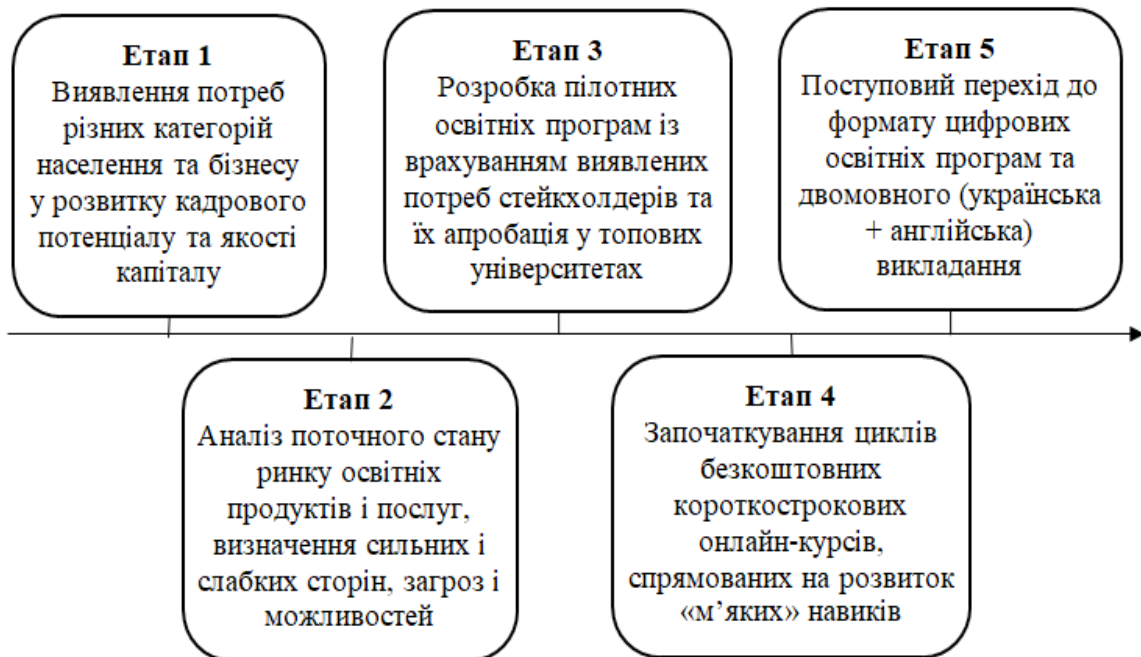 Етап 1
Виявлення потреб
різних категорій
населення та бізнесу
у розвитку кадрового
потенціалу та якості
капіталу
Етап 2
Аналіз поточного стану
ринку освітніх
продуктів і послуг,
визначення сильних і
слабких сторін, загроз і
можливостей
Етап 3
Розробка пілотних
освітніх програм із
врахуванням виявлених
потреб стейкхолдерів та
їх апробація у топових
університетах
Етап 4
Започаткування циклів
безкоштовних
короткострокових
онлайн-курсів,
спрямованих на розвиток
«м’яких» навиків
Етап 5
Поступовий перехід до
формату цифрових
освітніх програм та
двомовного (українська
+ англійська)
викладання